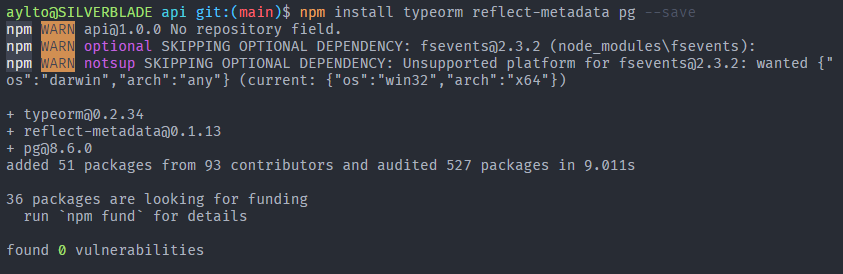 aylto@SILVERBLADE api git:(main)$ npm install typeorm reflect-metadata pg --save
npm WARN api@1.0.0 No repository field.
npm WARN optional SKIPPING OPTIONAL DEPENDENCY: fsevents@2.3.2 (node_modules\fsevents):
npm WARN notsup SKIPPING OPTIONAL DEPENDENCY: Unsupported platform for fsevents@2.3.2: wanted {"
os":"darwin","arch":"any"} (current: {"os":"win32","arch":"x64"})
+ typeorm@0.2.34
+ reflect-metadata@0.1.13
+ pg@8.6.0
added 51 packages from 93 contributors and audited 527 packages in 9.011s
36 packages are looking for funding
run `npm fund` for details
found 0 vulnerabilities